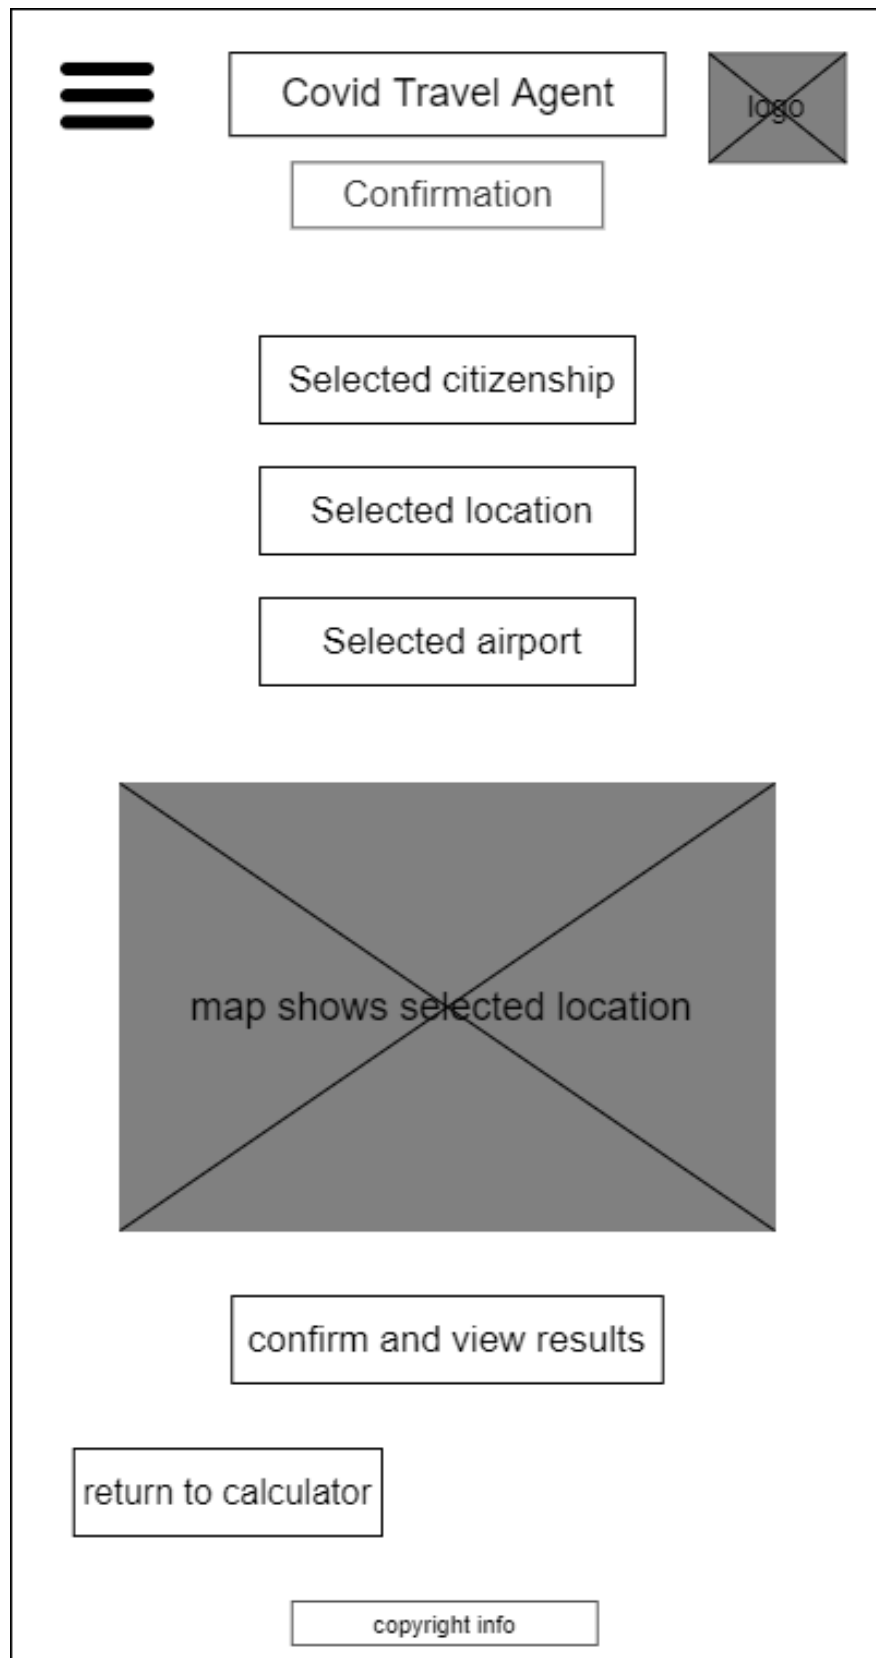 Covid Travel Agent
logo
Confirmation
Selected citizenship
Selected location
Selected airport
map shows selected location
confirm and view results
return to calculator
copyright info